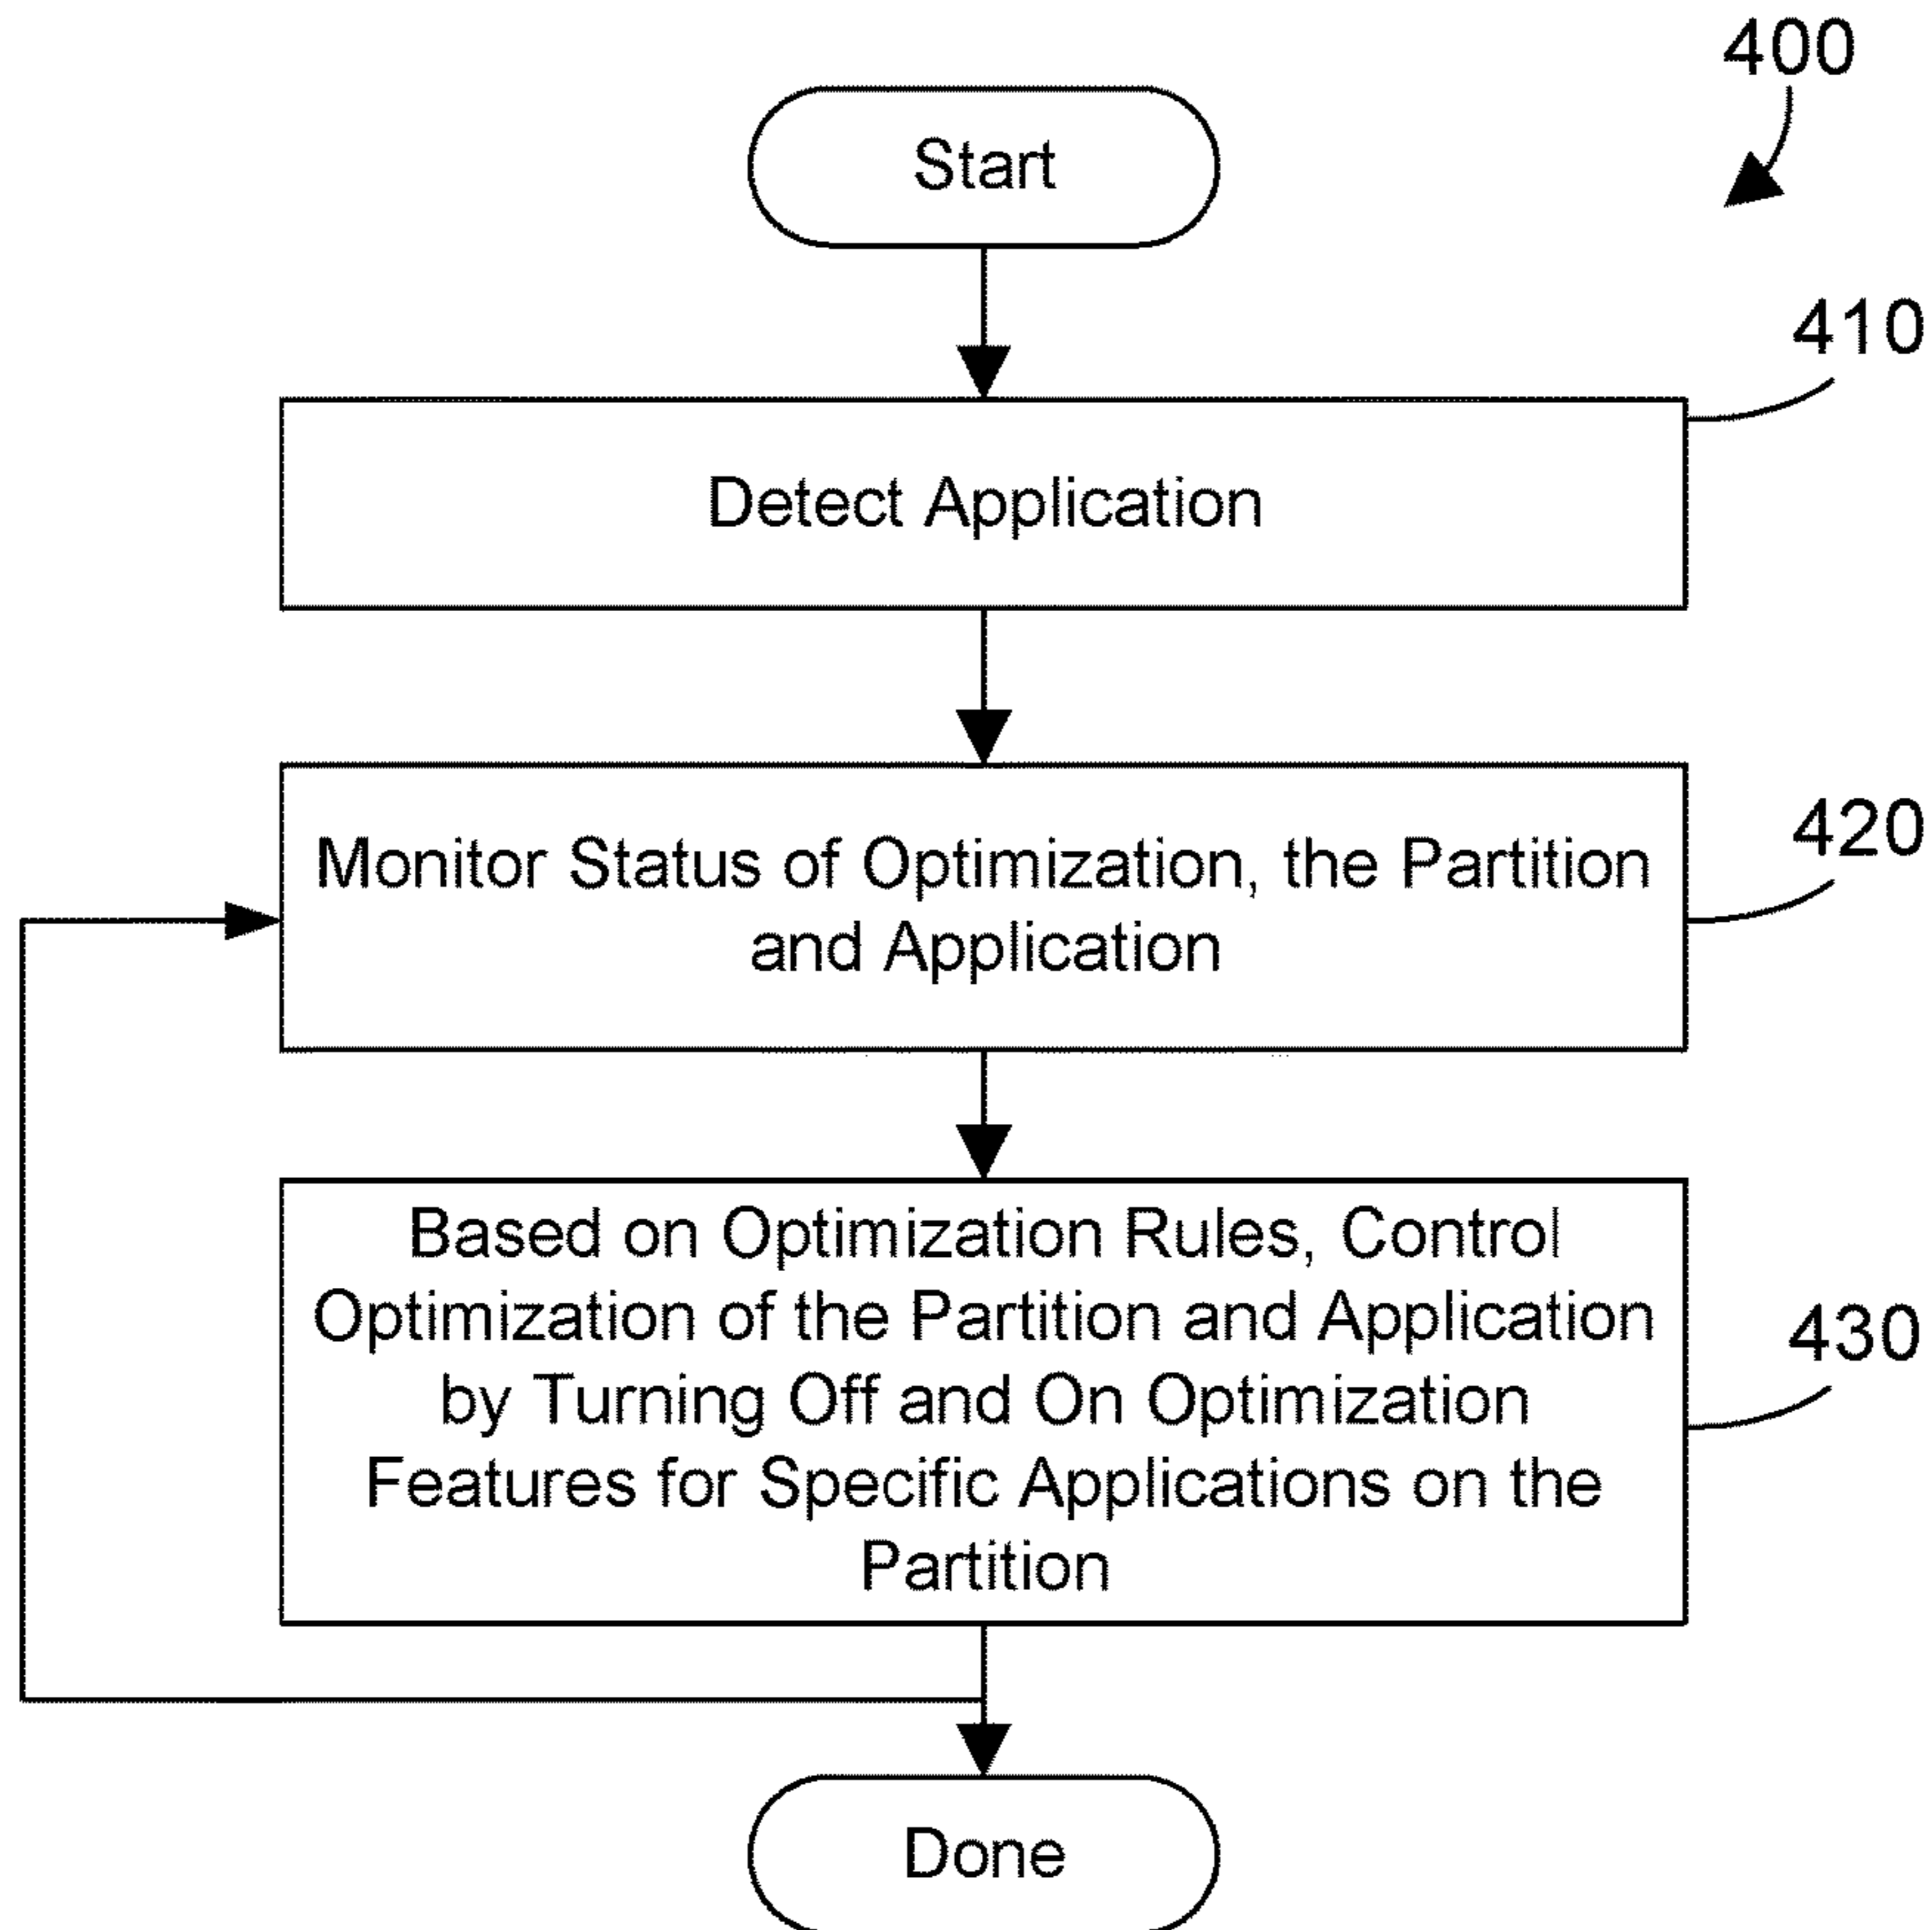 400
Start
410
Detect Application
420
Monitor Status of Optimization, the Partition
and Application
Based on Optimization Rules, Control
Optimization of the Partition and Application
430
by Turning Off and On Optimization
Features for Specific Applications on the
Partition
Done